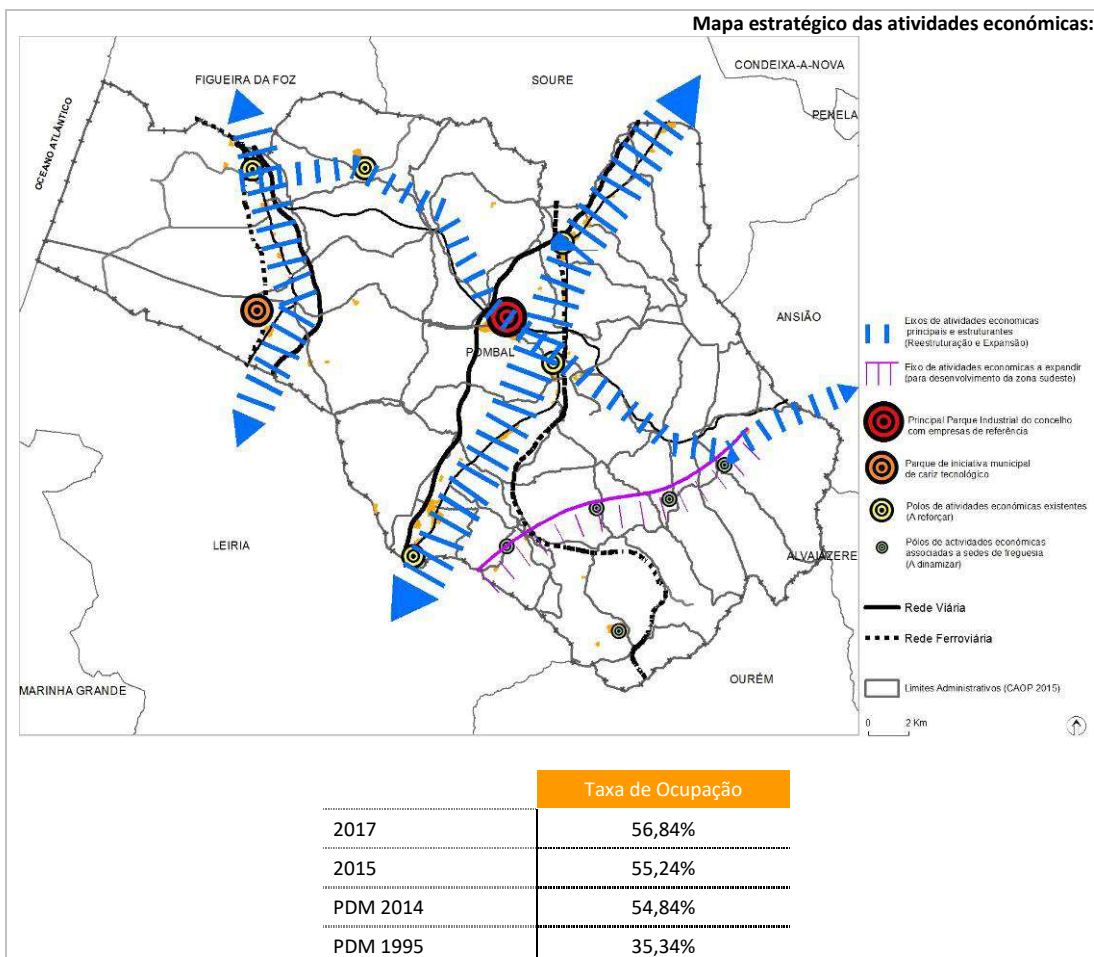 Mapa estratégico das atividades económicas:
CONDEIXA-A-NOVA
FIGUEIRA DA FOZ
SOURE
PENELA
OCEANO ATLÂNTICO
ANSIÃO
POMBAL
LEIRIA
ALVAIÁZERE
OURÉM
MARINHA GRANDE
Eixos de atividades economicas
principais e estruturantes
(Reestruturação e Expansão)
Eixo de atividades economicas a expandir
(para desenvolvimento da zona sudeste)
Principal Parque Industrial do concelho
com empresas de referência
Parque de iniciativa municipal
de cariz tecnológico
Polos de atividades económicas existentes
(A reforçar)
Pólos de actividades económicas
associadas a sedes de freguesia
(A dinamizar)
Rede Viária
Rede Ferroviária
Limites Administrativos (CAOP 2015)
0 2 Km
Taxa de Ocupação
2017 56,84%
2015 55,24%
PDM 2014 54,84%
PDM 1995 35,34%